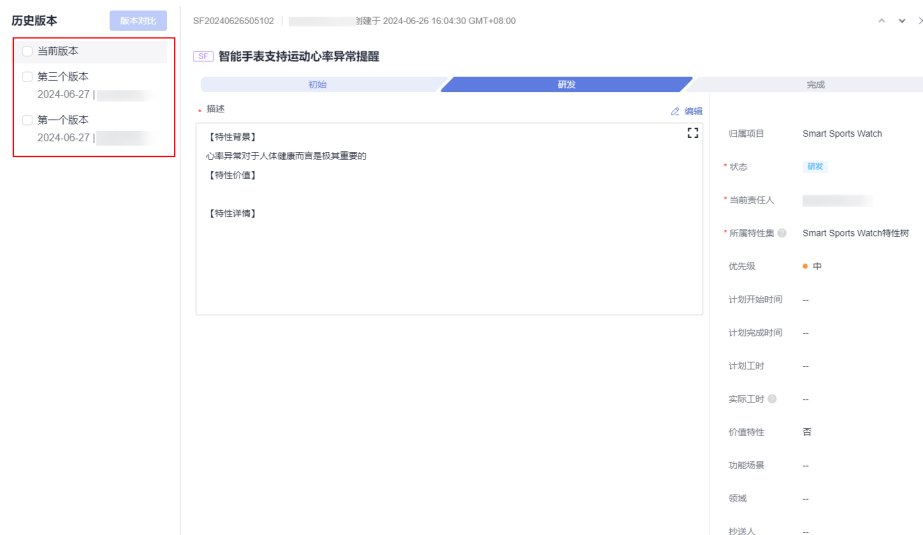 历史版本
版本对比
当前版本
第三个版本
2024-06-27 |
第一个版本
2024-06-27 |
SF20240626505102 | 创建于 2024-06-26 16:04:30 GMT+08:00
SF 智能手表支持运动心率异常提醒
初始 研发 完成
* 描述
编辑
【特性背景】
心率异常对于人体健康而言是极其重要的
【特性价值】
【特性详情】
归属项目 Smart Sports Watch
* 状态 研发
* 当前责任人
* 所属特性集 Smart Sports Watch特性树
优先级 中
计划开始时间 --
计划完成时间 --
计划工时 --
实际工时 --
价值特性 否
功能场景 --
领域 --
抄送人 --